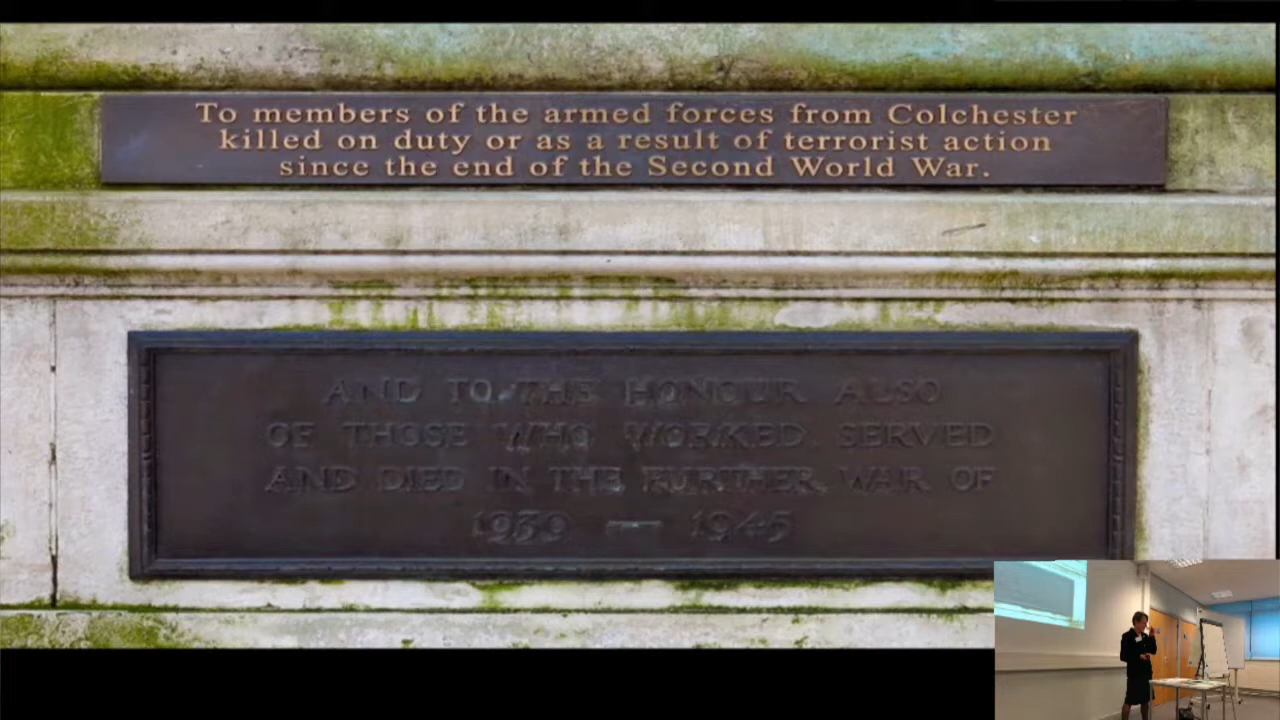 To members of the armed forces from Colchester
killed on duty or as a result of terrorist action
since the end of the Second World War.
AND TO THE HONOUR ALSO
OF THOSE WHO WORKED SERVED
AND DIED IN THE FURTHER WAR OF
1939 — 1945